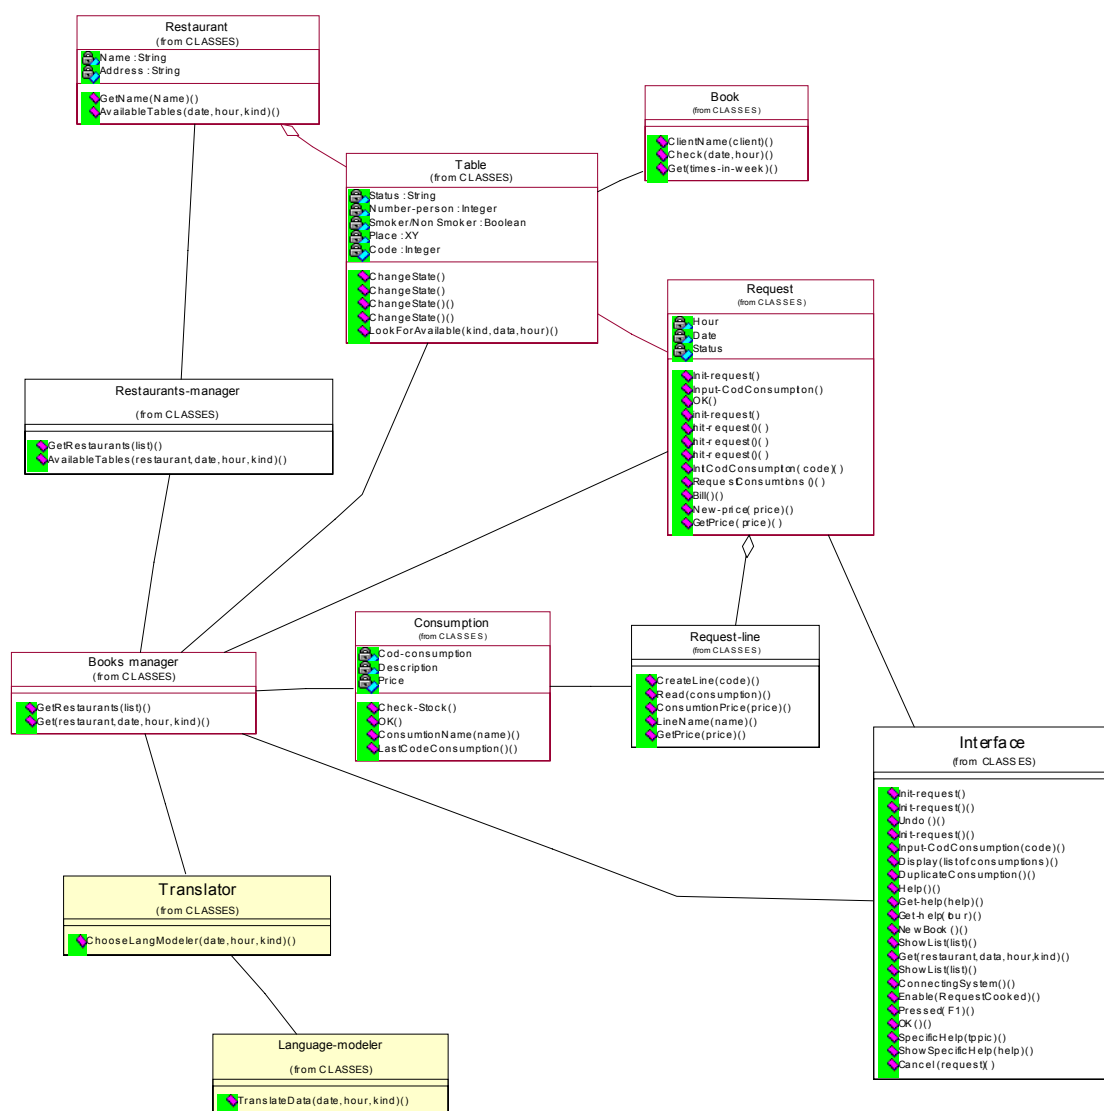 Restaurant
(from CLASSES)
Name : String
Address : String
GetName(Name)()
AvailableTables(date, hour, kind)()
Book
(from CLASSES)
ClientName(client)()
Check(date, hour)()
Get(times-in-week)()
Table
(from CLASSES)
Status : String
Number-person : Integer
Smoker/Non Smoker : Boolean
Place : XY
Code : Integer
ChangeState()
ChangeState()
ChangeState()()
ChangeState()()
LookForAvailable(kind, data, hour)()
Request
(from CLASSES)
Hour
Date
Status
Init-request()
Input-CodConsumption()
OK()
Init-request()
Init-request()()
Init-request()()
Init-request()()
InitCodConsumption(code)()
RequestConsumtions()()
Bill()()
New-price(price)()
GetPrice(price)()
Restaurants-manager
(from CLASSES)
GetRestaurants(list)()
AvailableTables(restaurant, date, hour, kind)()
Books manager
(from CLASSES)
GetRestaurants(list)()
Get(restaurant, date, hour, kind)()
Consumption
(from CLASSES)
Cod-consumption
Description
Price
Check-Stock()
OK()
ConsumtionName(name)()
LastCodeConsumption()()
Request-line
(from CLASSES)
CreateLine(code)()
Read(consumption)()
ConsumtionPrice(price)()
LineName(name)()
GetPrice(price)()
Interface
(from CLASSES)
Init-request()
Init-request()()
Undo()()
Init-request()()
Input-CodConsumption(code)()
Display(listofconsumptions)()
DuplicateConsumption()()
Help()()
Get-help(help)()
Get-help(tour)()
NewBook()()
ShowList(list)()
Get(restaurant, data, hour, kind)()
ShowList(list)()
ConnectingSystem()()
Enable(RequestCooked)()
Pressed(F1)()
OK()()
SpecificHelp(topic)()
ShowSpecificHelp(help)()
Cancel(request)()
Translator
(from CLASSES)
ChooseLangModeler(date, hour, kind)()
Language-modeler
(from CLASSES)
TranslateData(date, hour, kind)()